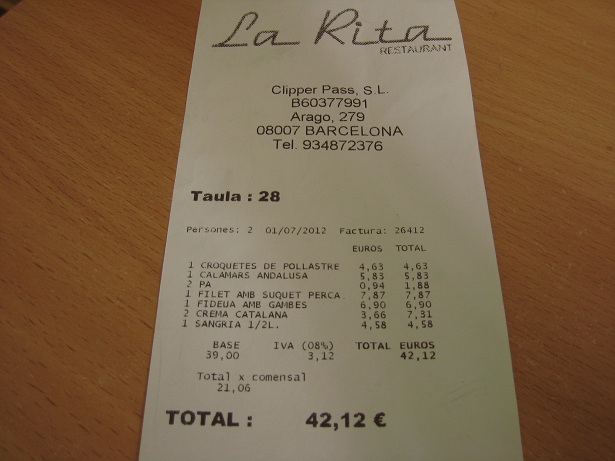 La Rita
RESTAURANT
Clipper Pass, S.L.
B60377991
Arago, 279
08007 BARCELONA
Tel. 934872376
Taula : 28
Persones: 2 01/07/2012 Factura: 26412
EUROS TOTAL
1 CROQUETES DE POLLASTRE 4,63 4,63
1 CALAMARS ANDALUSA 5,83 5,83
2 PA 0,94 1,88
1 FILET AMB SUQUET PERCA 7,87 7,87
1 FIDEUA AMB GAMBES 6,90 6,90
2 CREMA CATALANA 3,66 7,31
1 SANGRIA 1/2L. 4,58 4,58
BASE IVA (08%) TOTAL EUROS
39,00 3,12 42,12
Total x comensal
21,06
TOTAL : 42,12 €